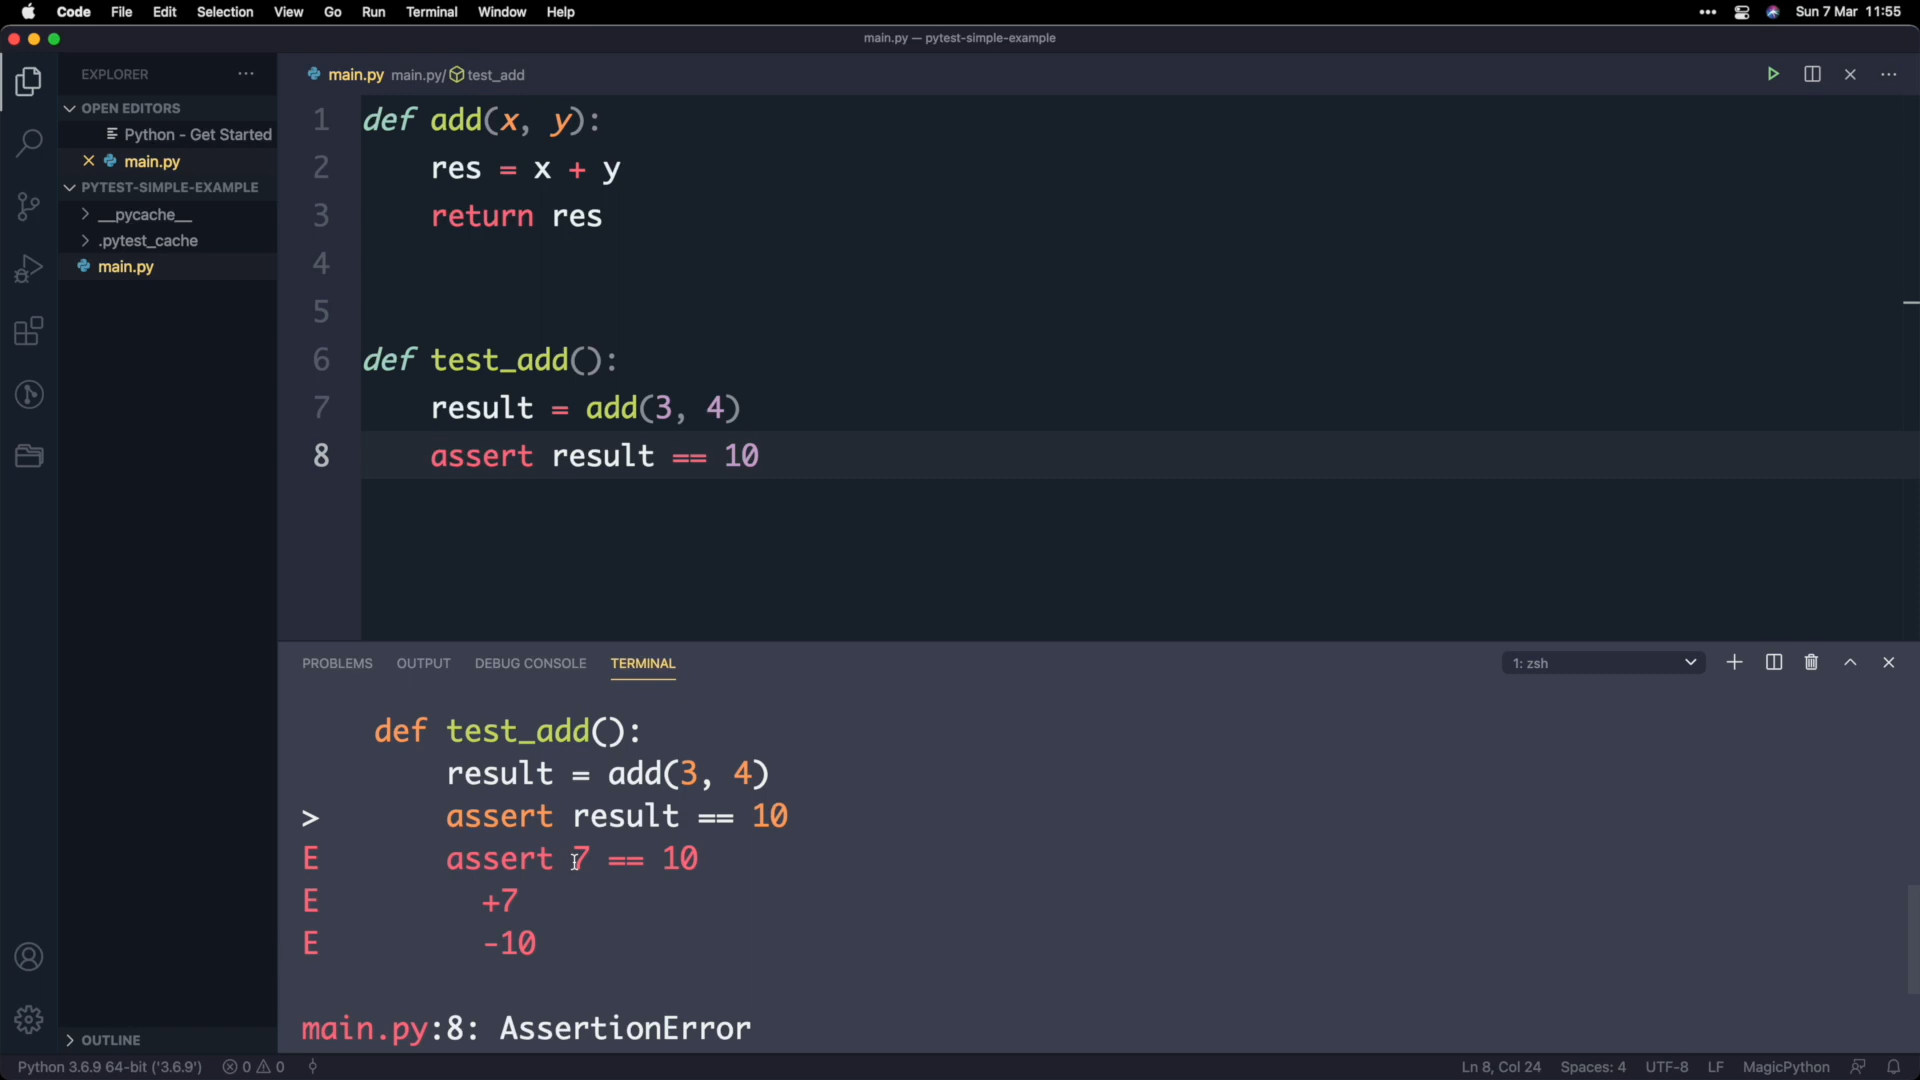 Code File Edit Selection View Go Run Terminal Window Help Sun 7 Mar 11:55
main.py — pytest-simple-example
EXPLORER
OPEN EDITORS
Python - Get Started
main.py
PYTEST-SIMPLE-EXAMPLE
__pycache__
.pytest_cache
main.py
OUTLINE
main.py main.py/ test_add
1 def add(x, y):
2 res = x + y
3 return res
4
5
6 def test_add():
7 result = add(3, 4)
8 assert result == 10
PROBLEMS OUTPUT DEBUG CONSOLE TERMINAL 1: zsh
def test_add():
result = add(3, 4)
> assert result == 10
E assert 7 == 10
E +7
E -10
main.py:8: AssertionError
Python 3.6.9 64-bit ('3.6.9') 0 0 Ln 8, Col 24 Spaces: 4 UTF-8 LF MagicPython